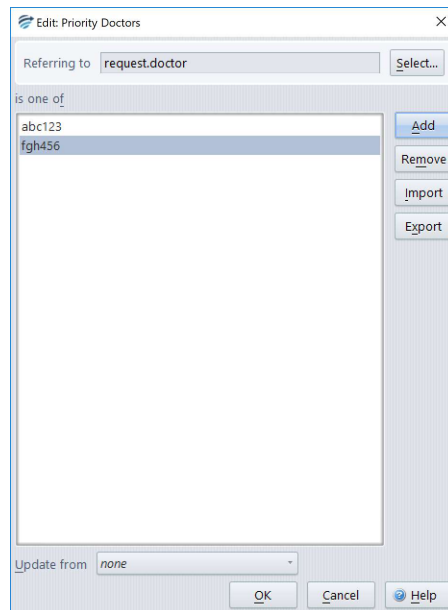 Edit: Priority Doctors
Referring to request.doctor Select...
is one of
abc123 Add
fgh456 Remove
Import
Export
Update from none
OK Cancel Help